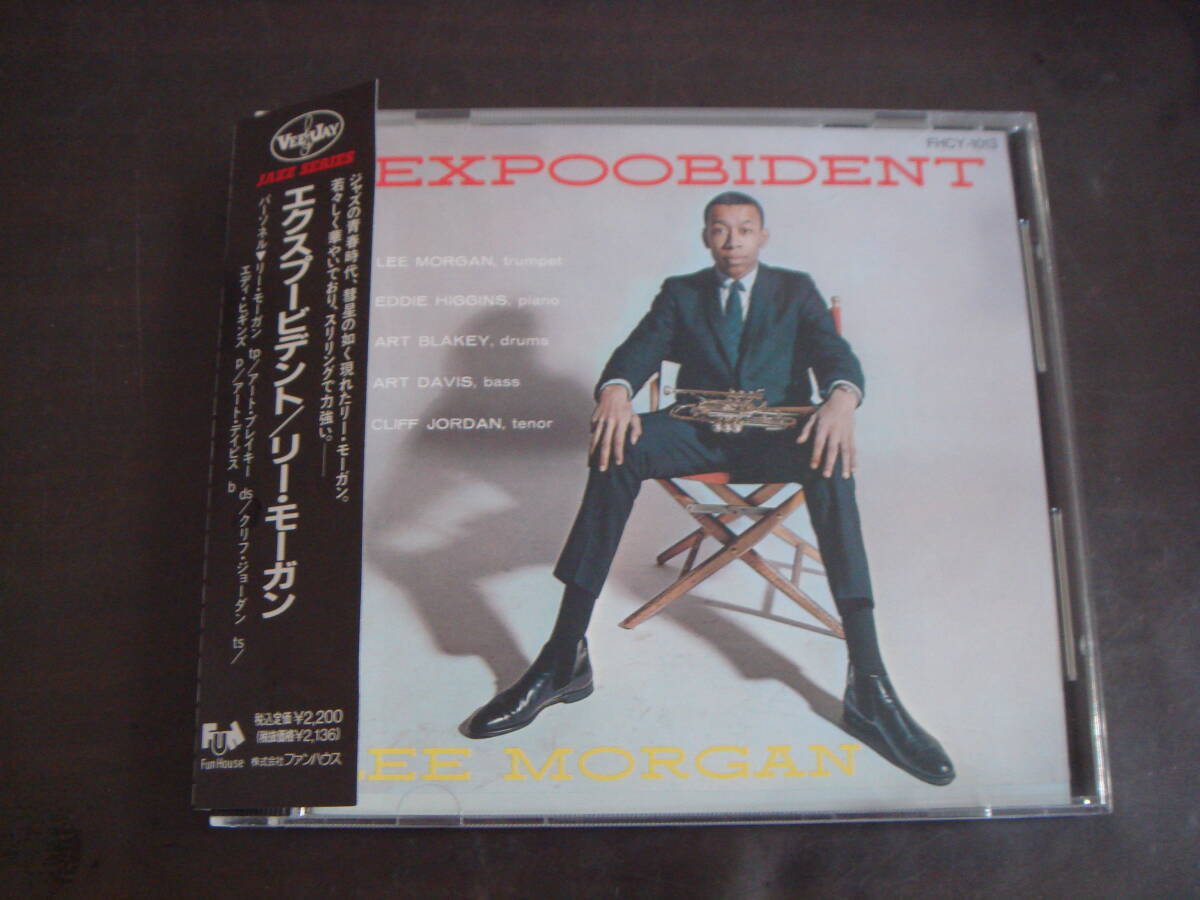 VEE JAY
JAZZ SERIES
エクスプービデント/リー・モーガン
ジャズの青春時代、彗星の如く現れたリー・モーガン。
若々しく華やいでおり、スリリングで力強い。——
パーソネル▼リー・モーガン tp/アート・ブレイキー ds/クリフ・ジョーダン ts/
エディ・ヒギンズ p/アート・デイビス b
Fun
Fun House
税込定価¥2,200
(税抜価格¥2,136)
株式会社ファンハウス
FHCY-1013
EXPOOBIDENT
LEE MORGAN, trumpet
EDDIE HIGGINS, piano
ART BLAKEY, drums
ART DAVIS, bass
CLIFF JORDAN, tenor
LEE MORGAN